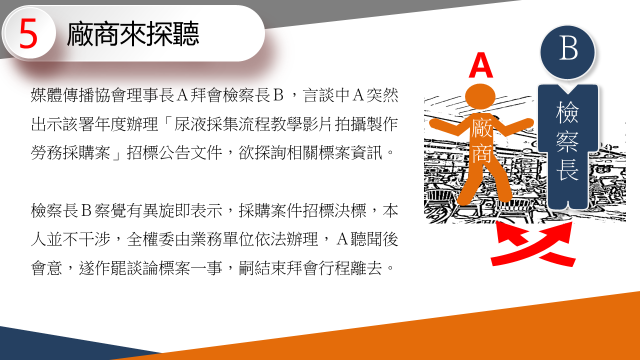 5 廠商來探聽
媒體傳播協會理事長A拜會檢察長B，言談中A突然
出示該署年度辦理「尿液採集流程教學影片拍攝製作
勞務採購案」招標公告文件，欲探詢相關標案資訊。
檢察長B察覺有異旋即表示，採購案件招標決標，本
人並不干涉，全權委由業務單位依法辦理，A聽聞後
會意，遂作罷談論標案一事，嗣結束拜會行程離去。
A
廠商
B
檢察長